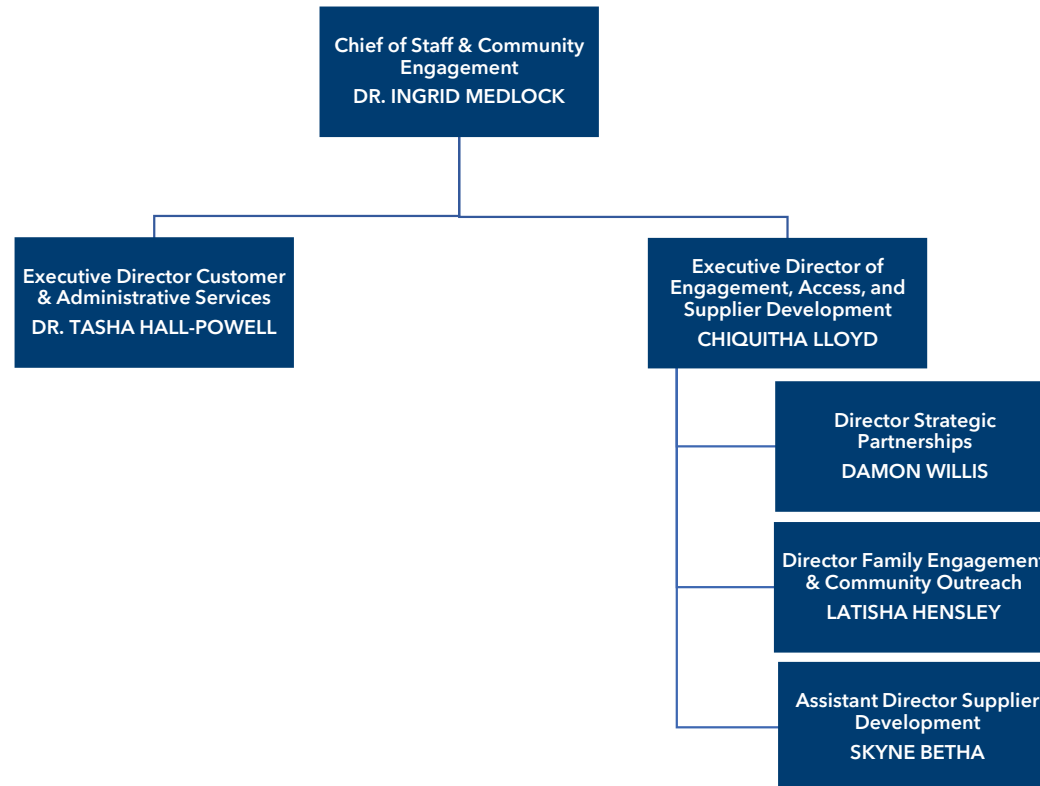 Chief of Staff & Community
Engagement
DR. INGRID MEDLOCK
Executive Director Customer
& Administrative Services
DR. TASHA HALL-POWELL
Executive Director of
Engagement, Access, and
Supplier Development
CHIQUITHA LLOYD
Director Strategic
Partnerships
DAMON WILLIS
Director Family Engagement
& Community Outreach
LATISHA HENSLEY
Assistant Director Supplier
Development
SKYNE BETHA